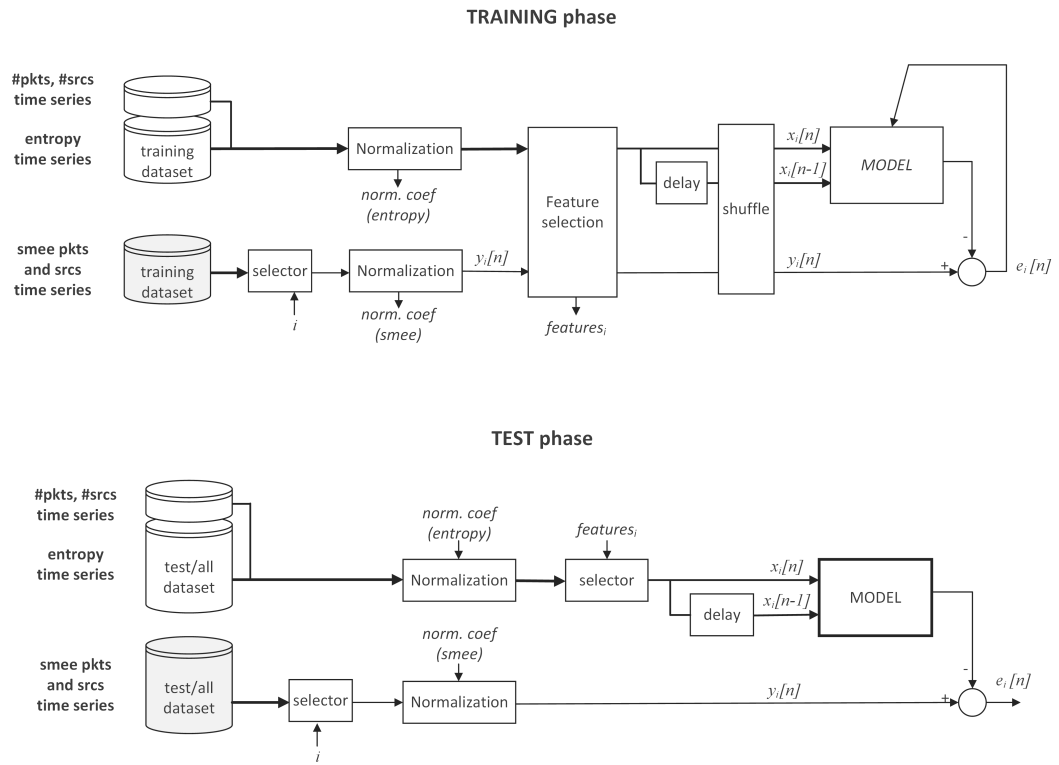 TRAINING phase
#pkts, #srcs
time series
entropy
time series
training
dataset
Normalization
norm. coef
(entropy)
Feature
selection
delay
shuffle
xi[n]
xi[n-1]
MODEL
smee pkts
and srcs
time series
training
dataset
selector
i
Normalization
norm. coef
(smee)
yi[n]
featuresi
yi[n]
-
+
ei [n]
TEST phase
#pkts, #srcs
time series
entropy
time series
test/all
dataset
norm. coef
(entropy)
Normalization
featuresi
selector
delay
xi[n]
xi[n-1]
MODEL
smee pkts
and srcs
time series
test/all
dataset
selector
i
norm. coef
(smee)
Normalization
yi[n]
-
+
ei [n]